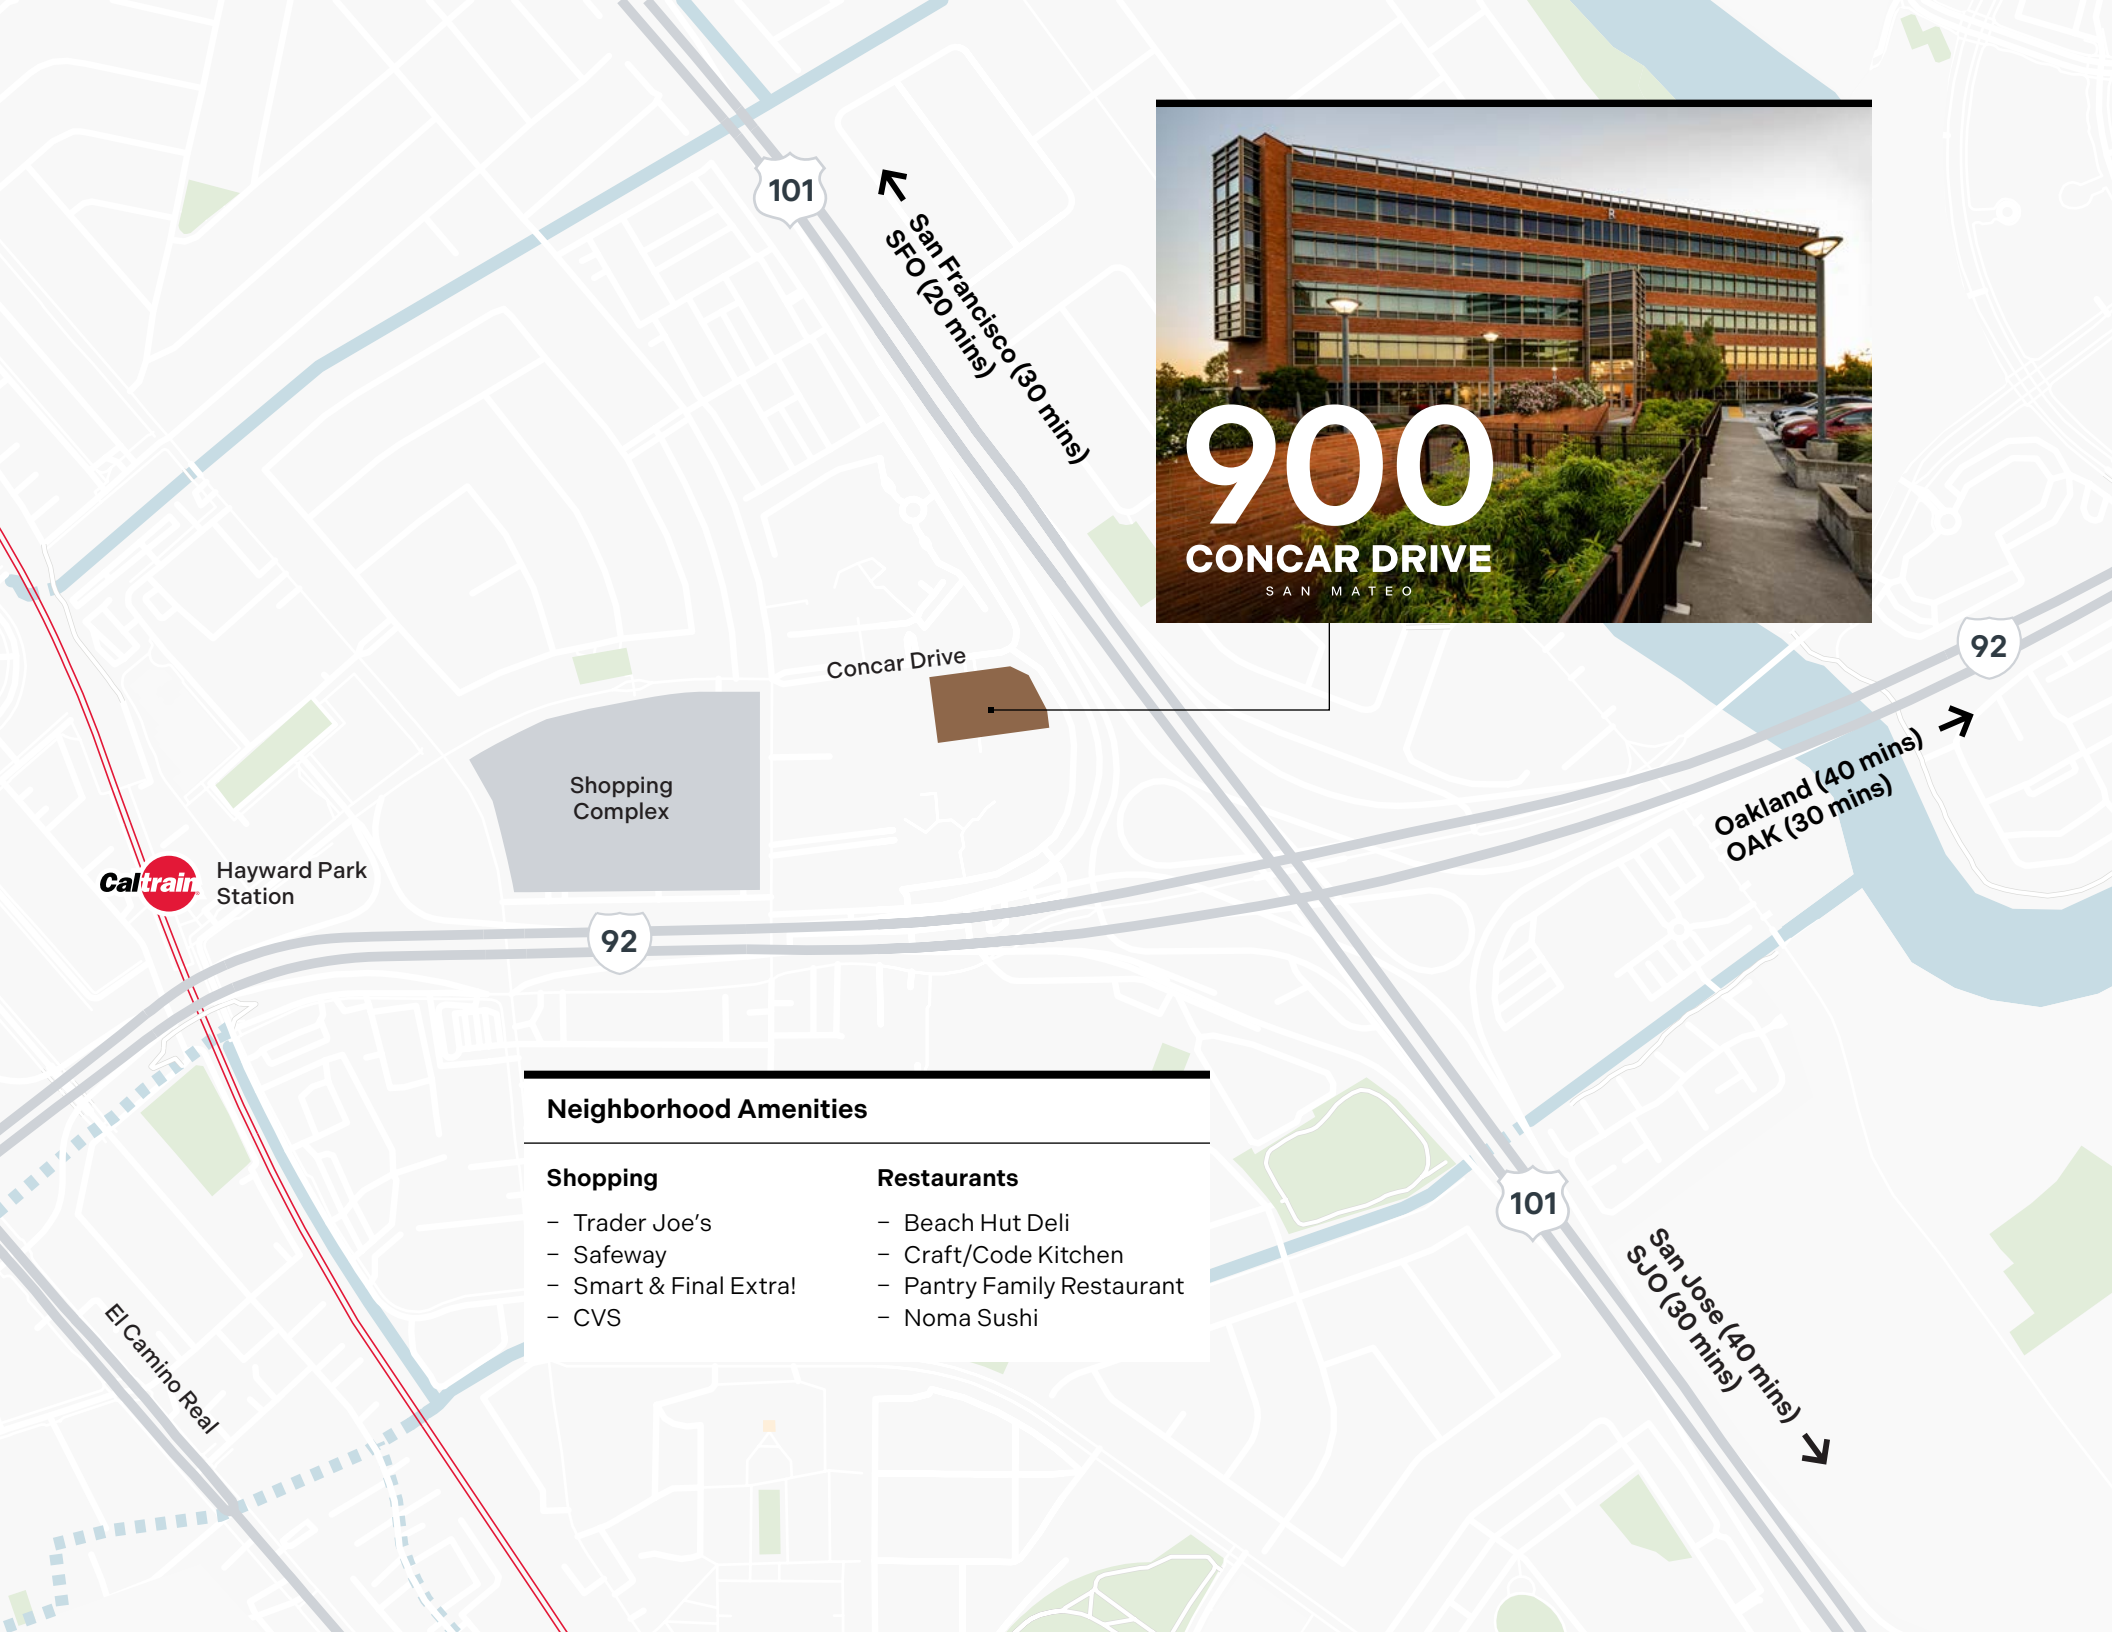 101
San Francisco (30 mins)
SFO (20 mins)
R
900
CONCAR DRIVE
SAN MATEO
92
Concar Drive
Oakland (40 mins)
OAK (30 mins)
Shopping
Complex
Caltrain
Hayward Park
Station
92
Neighborhood Amenities
Shopping
– Trader Joe’s
– Safeway
– Smart & Final Extra!
– CVS
Restaurants
– Beach Hut Deli
– Craft/Code Kitchen
– Pantry Family Restaurant
– Noma Sushi
101
San Jose (40 mins)
SJO (30 mins)
El Camino Real